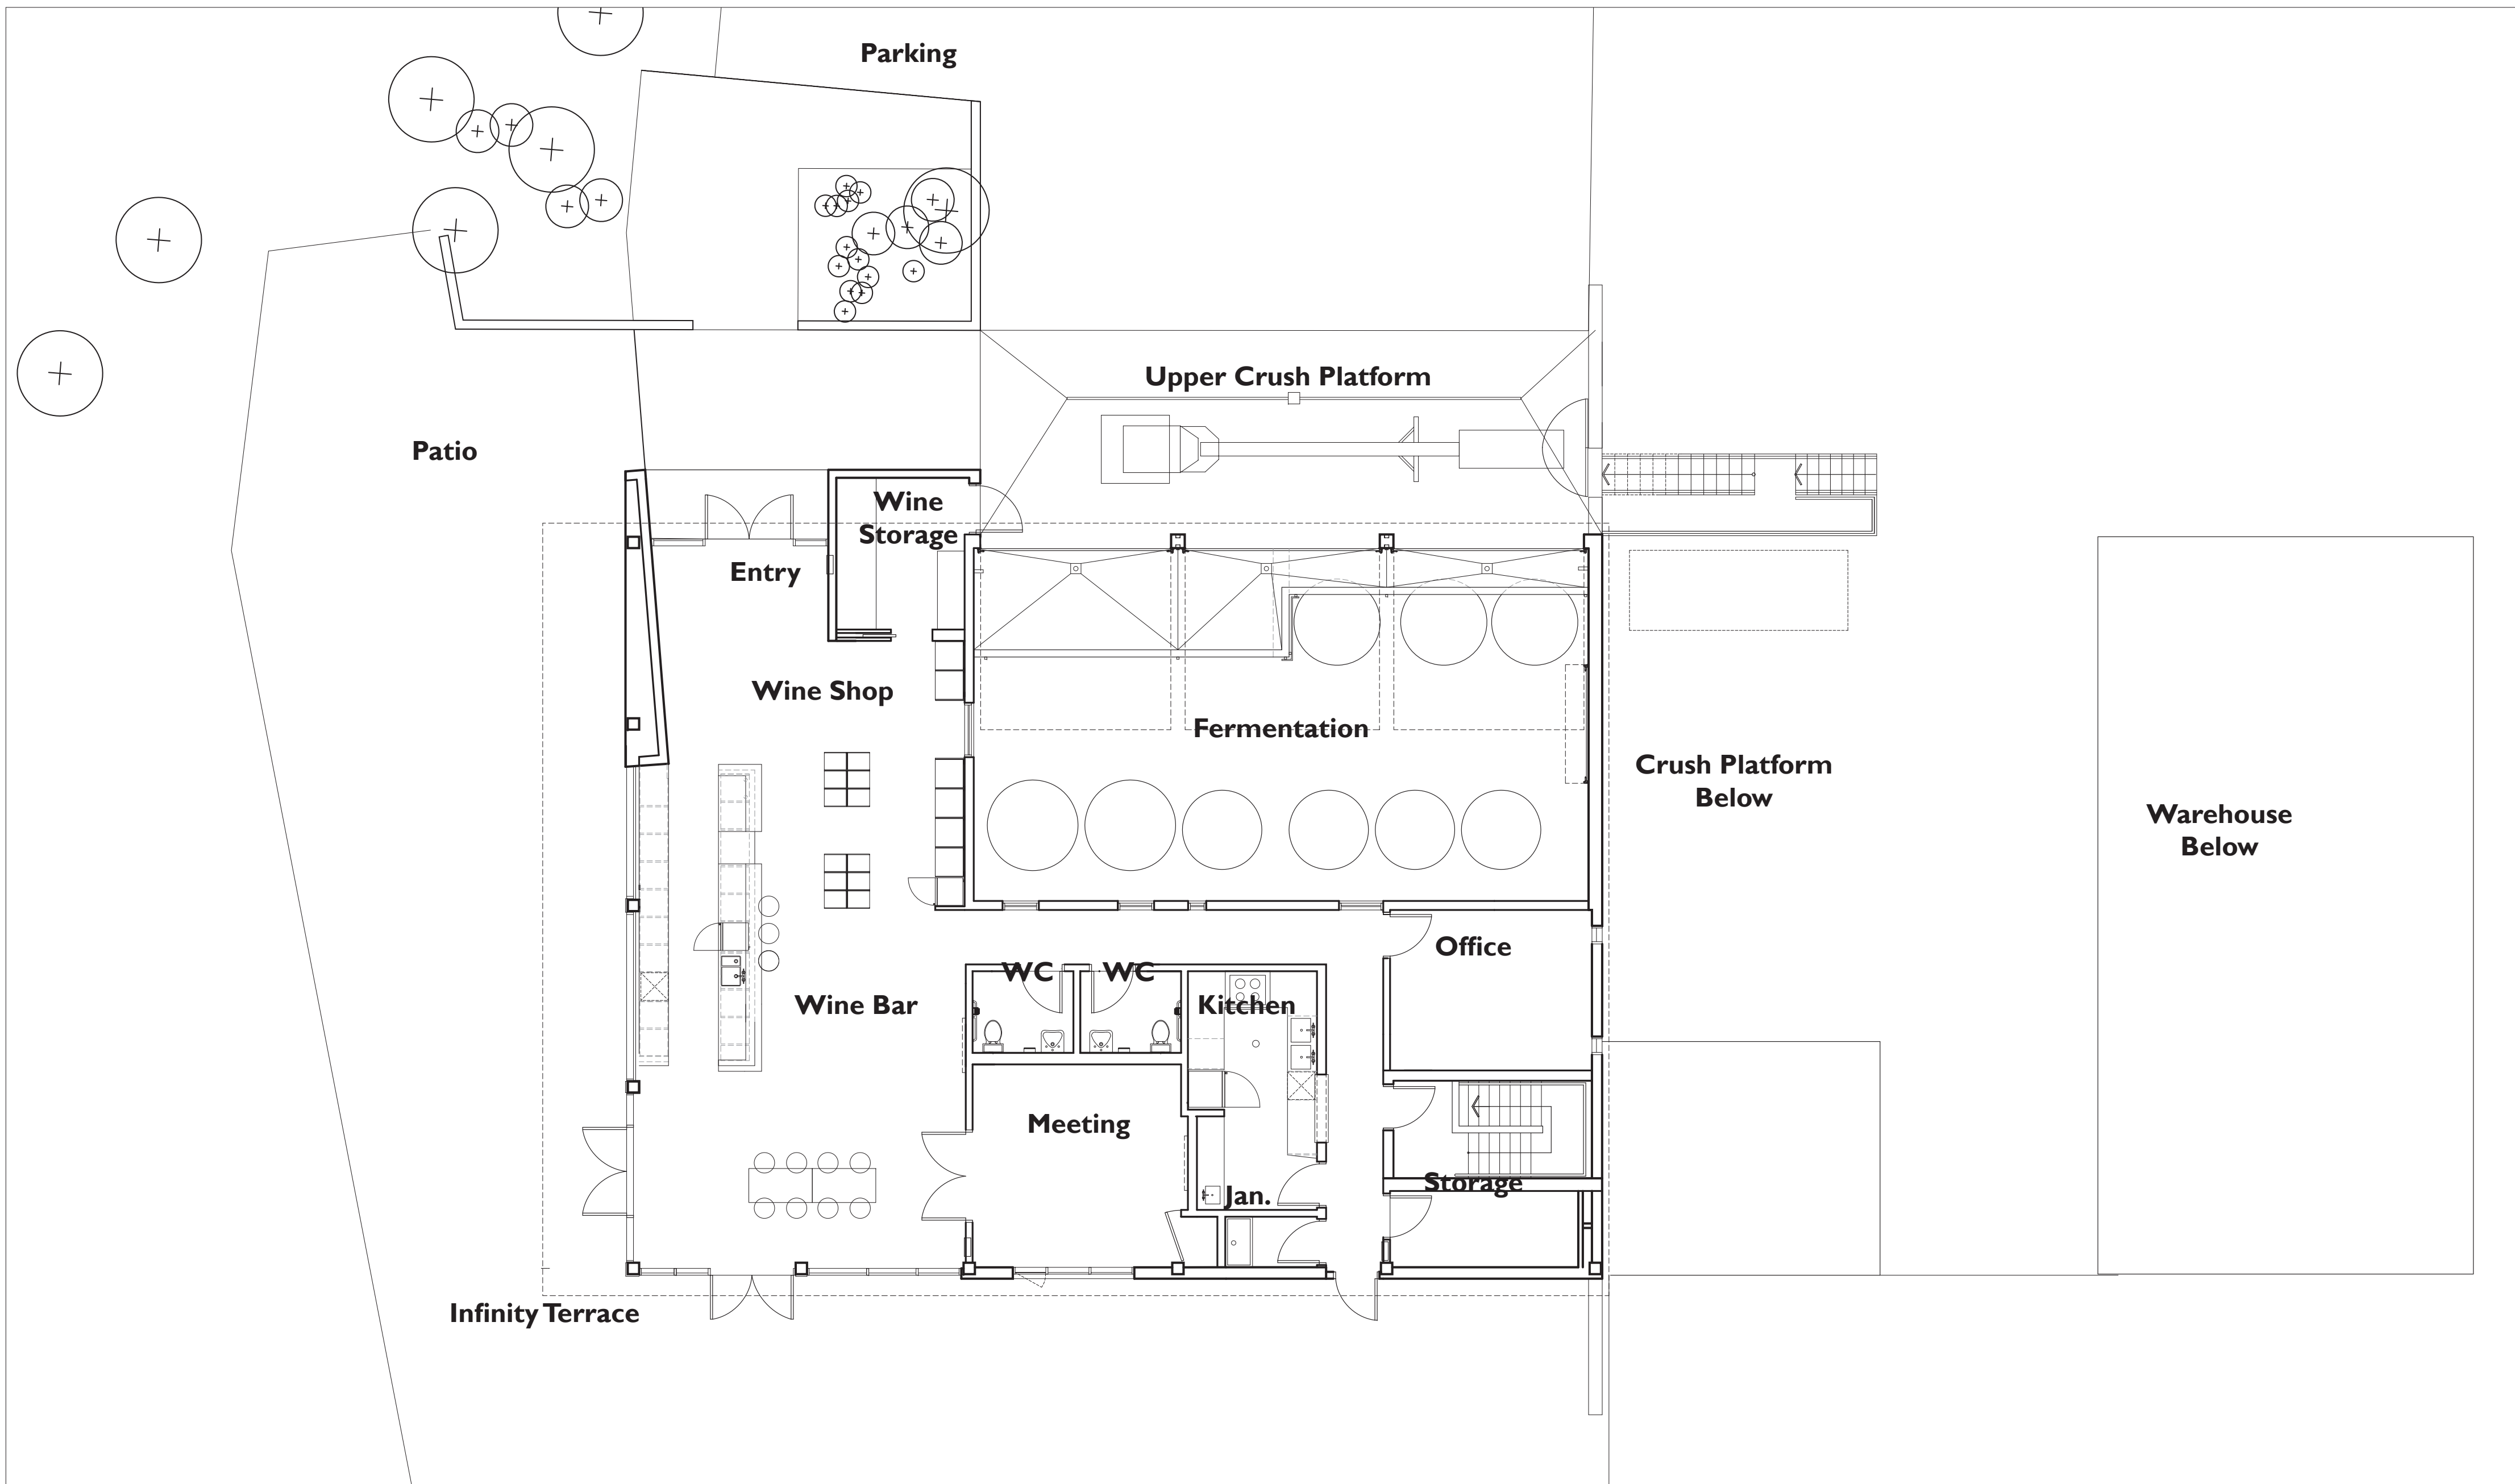 Parking
Upper Crush Platform
Patio
Wine
Storage
Entry
Wine Shop
Fermentation
Crush Platform
Below
Warehouse
Below
Office
WC
WC
Wine Bar
Kitchen
Meeting
Storage
Jan.
Infinity Terrace